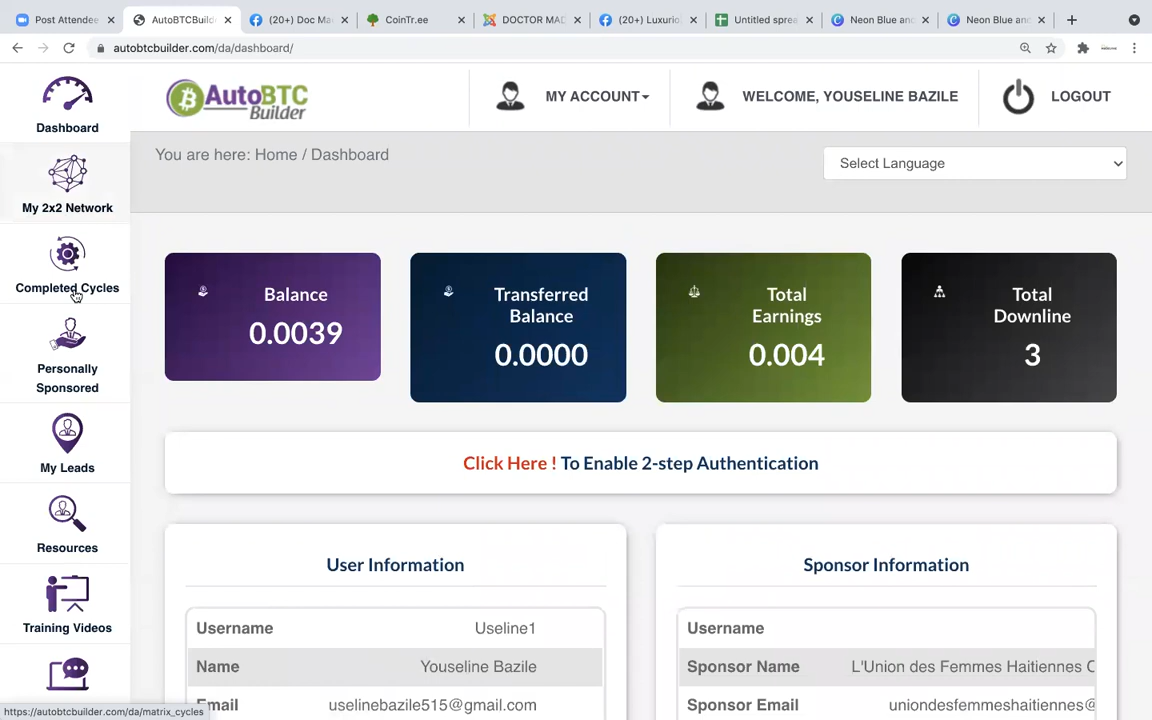 Post Attende
AutoBTCBuild
(20+) Doc Ma
CoinTr.ee
DOCTOR MAD
(20+) Luxurio
Untitled sprea
Neon Blue an
Neon Blue and
autobtcbuilder.com/da/dashboard/
Dashboard
My 2x2 Network
Completed Cycles
Personally
Sponsored
My Leads
Resources
Training Videos
AutoBTC
Builder
MY ACCOUNT
WELCOME, YOUSELINE BAZILE
LOGOUT
You are here: Home / Dashboard
Select Language
Balance
0.0039
Transferred
Balance
0.0000
Total
Earnings
0.004
Total
Downline
3
Click Here ! To Enable 2-step Authentication
User Information
Username Useline1
Name Youseline Bazile
Email uselinebazile515@gmail.com
Sponsor Information
Username
Sponsor Name L'Union des Femmes Haitiennes C
Sponsor Email uniondesfemmeshaitiennes@
https://autobtcbuilder.com/da/matrix_cycles